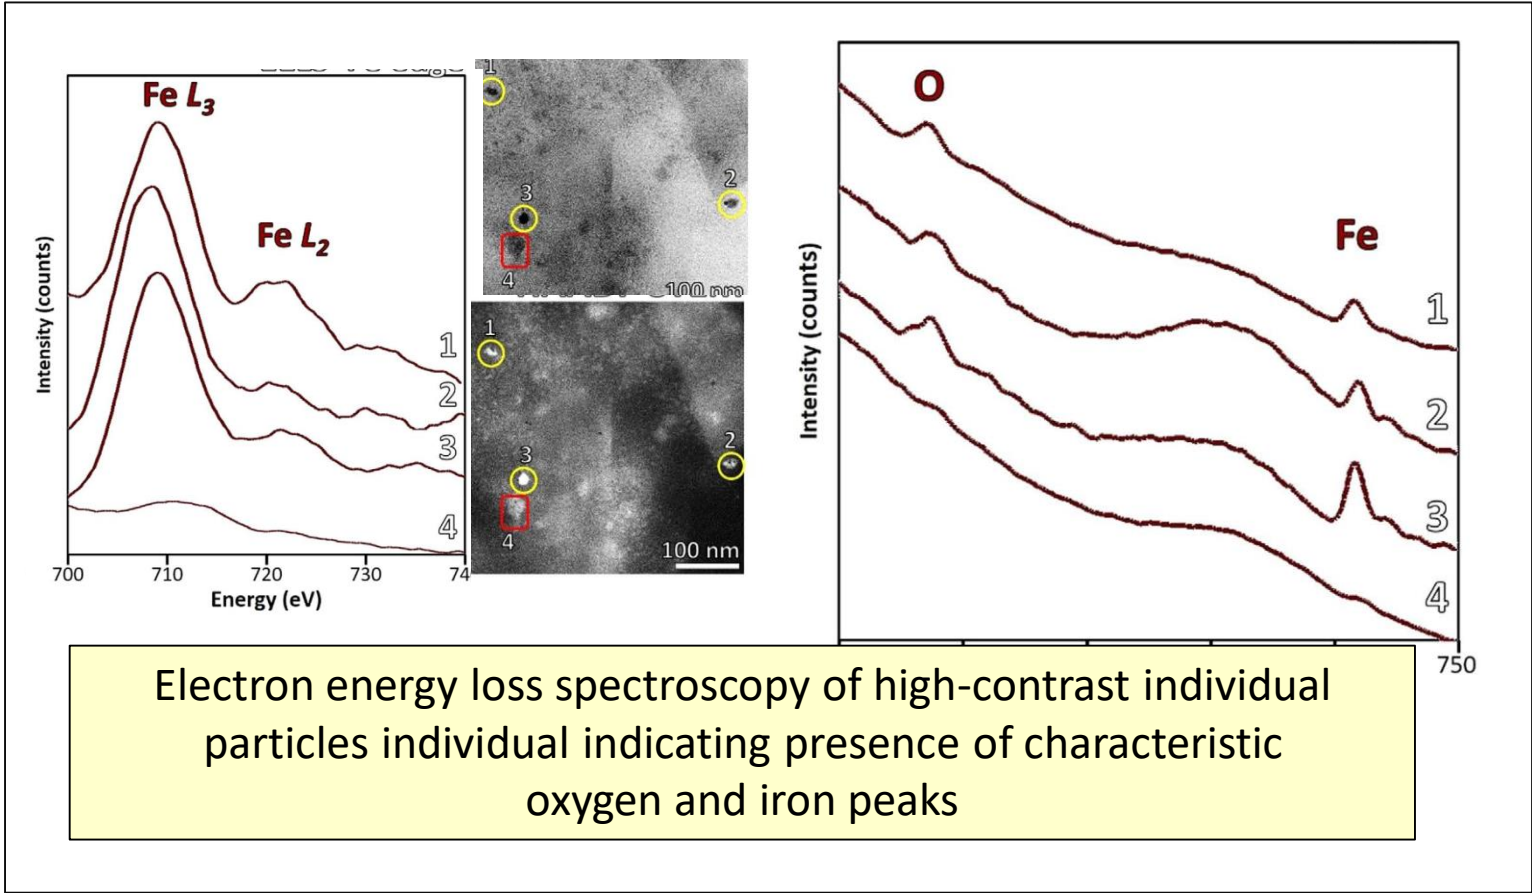 Fe L3
Fe L2
Intensity (counts)
1
2
3
4
700
710
720
730
74
Energy (eV)
1
2
3
4
100 nm
1
2
3
4
100 nm
O
Fe
Intensity (counts)
1
2
3
4
750
Electron energy loss spectroscopy of high-contrast individual
particles individual indicating presence of characteristic
oxygen and iron peaks